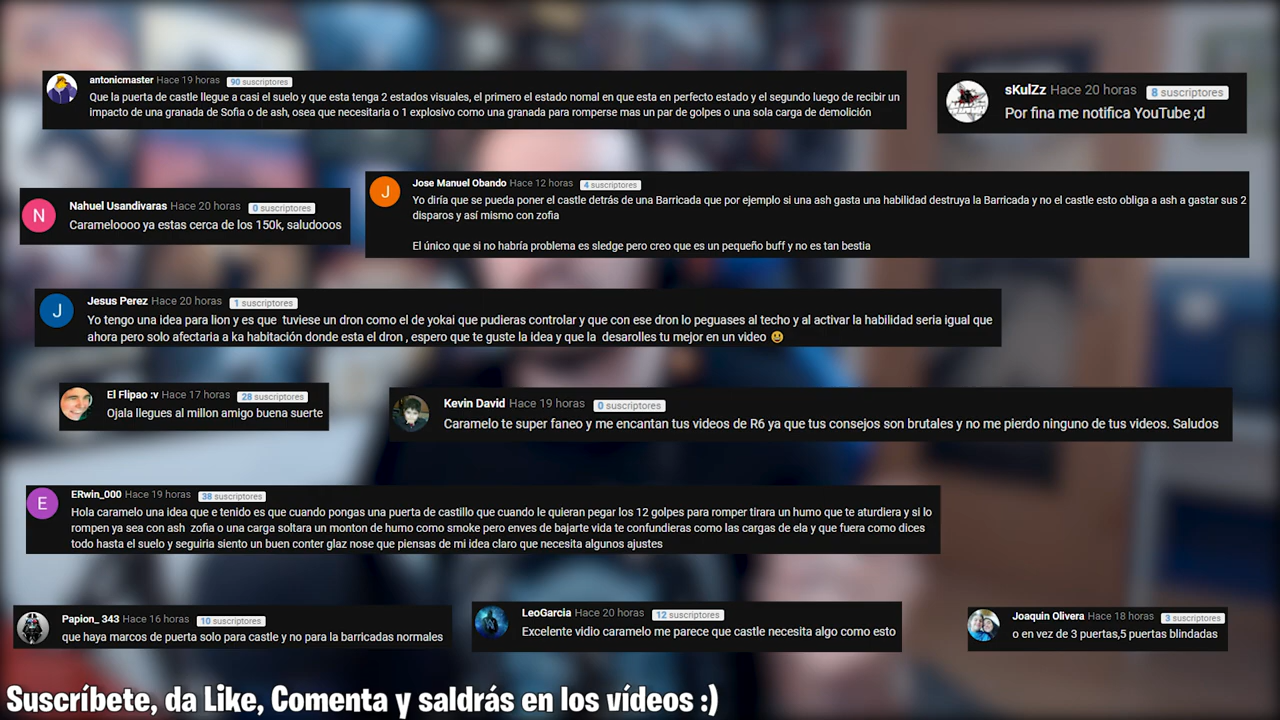 antonicmaster Hace 19 horas 90 suscriptores
Que la puerta de castle llegue a casi el suelo y que esta tenga 2 estados visuales, el primero el estado nomal en que esta en perfecto estado y el segundo luego de recibir un
impacto de una granada de Sofia o de ash, osea que necesitaria o 1 explosivo como una granada para romperse mas un par de golpes o una sola carga de demolición
sKulZz Hace 20 horas 8 suscriptores
Por fina me notifica YouTube ;d
Nahuel Usandivaras Hace 20 horas 0 suscriptores
Carameloooo ya estas cerca de los 150k, saludooos
Jose Manuel Obando Hace 12 horas 4 suscriptores
Yo diría que se pueda poner el castle detrás de una Barricada que por ejemplo si una ash gasta una habilidad destruya la Barricada y no el castle esto obliga a ash a gastar sus 2
disparos y así mismo con zofia
El único que si no habría problema es sledge pero creo que es un pequeño buff y no es tan bestia
Jesus Perez Hace 20 horas 1 suscriptores
Yo tengo una idea para lion y es que tuviese un dron como el de yokai que pudieras controlar y que con ese dron lo peguases al techo y al activar la habilidad seria igual que
ahora pero solo afectaria a ka habitación donde esta el dron , espero que te guste la idea y que la desarolles tu mejor en un video 😃
El Flipao :v Hace 17 horas 28 suscriptores
Ojala llegues al millon amigo buena suerte
Kevin David Hace 19 horas 0 suscriptores
Caramelo te super faneo y me encantan tus videos de R6 ya que tus consejos son brutales y no me pierdo ninguno de tus videos. Saludos
E
ERwin_000 Hace 19 horas 38 suscriptores
Hola caramelo una idea que e tenido es que cuando pongas una puerta de castillo que cuando le quieran pegar los 12 golpes para romper tirara un humo que te aturdiera y si lo
rompen ya sea con ash zofia o una carga soltara un monton de humo como smoke pero enves de bajarte vida te confundieras como las cargas de ela y que fuera como dices
todo hasta el suelo y seguiria siento un buen conter glaz nose que piensas de mi idea claro que necesita algunos ajustes
Papion_ 343 Hace 16 horas 10 suscriptores
que haya marcos de puerta solo para castle y no para la barricadas normales
LeoGarcia Hace 20 horas 12 suscriptores
Excelente vidio caramelo me parece que castle necesita algo como esto
Joaquin Olivera Hace 18 horas 3 suscriptores
o en vez de 3 puertas,5 puertas blindadas
Suscríbete, da Like, Comenta y saldrás en los vídeos :)